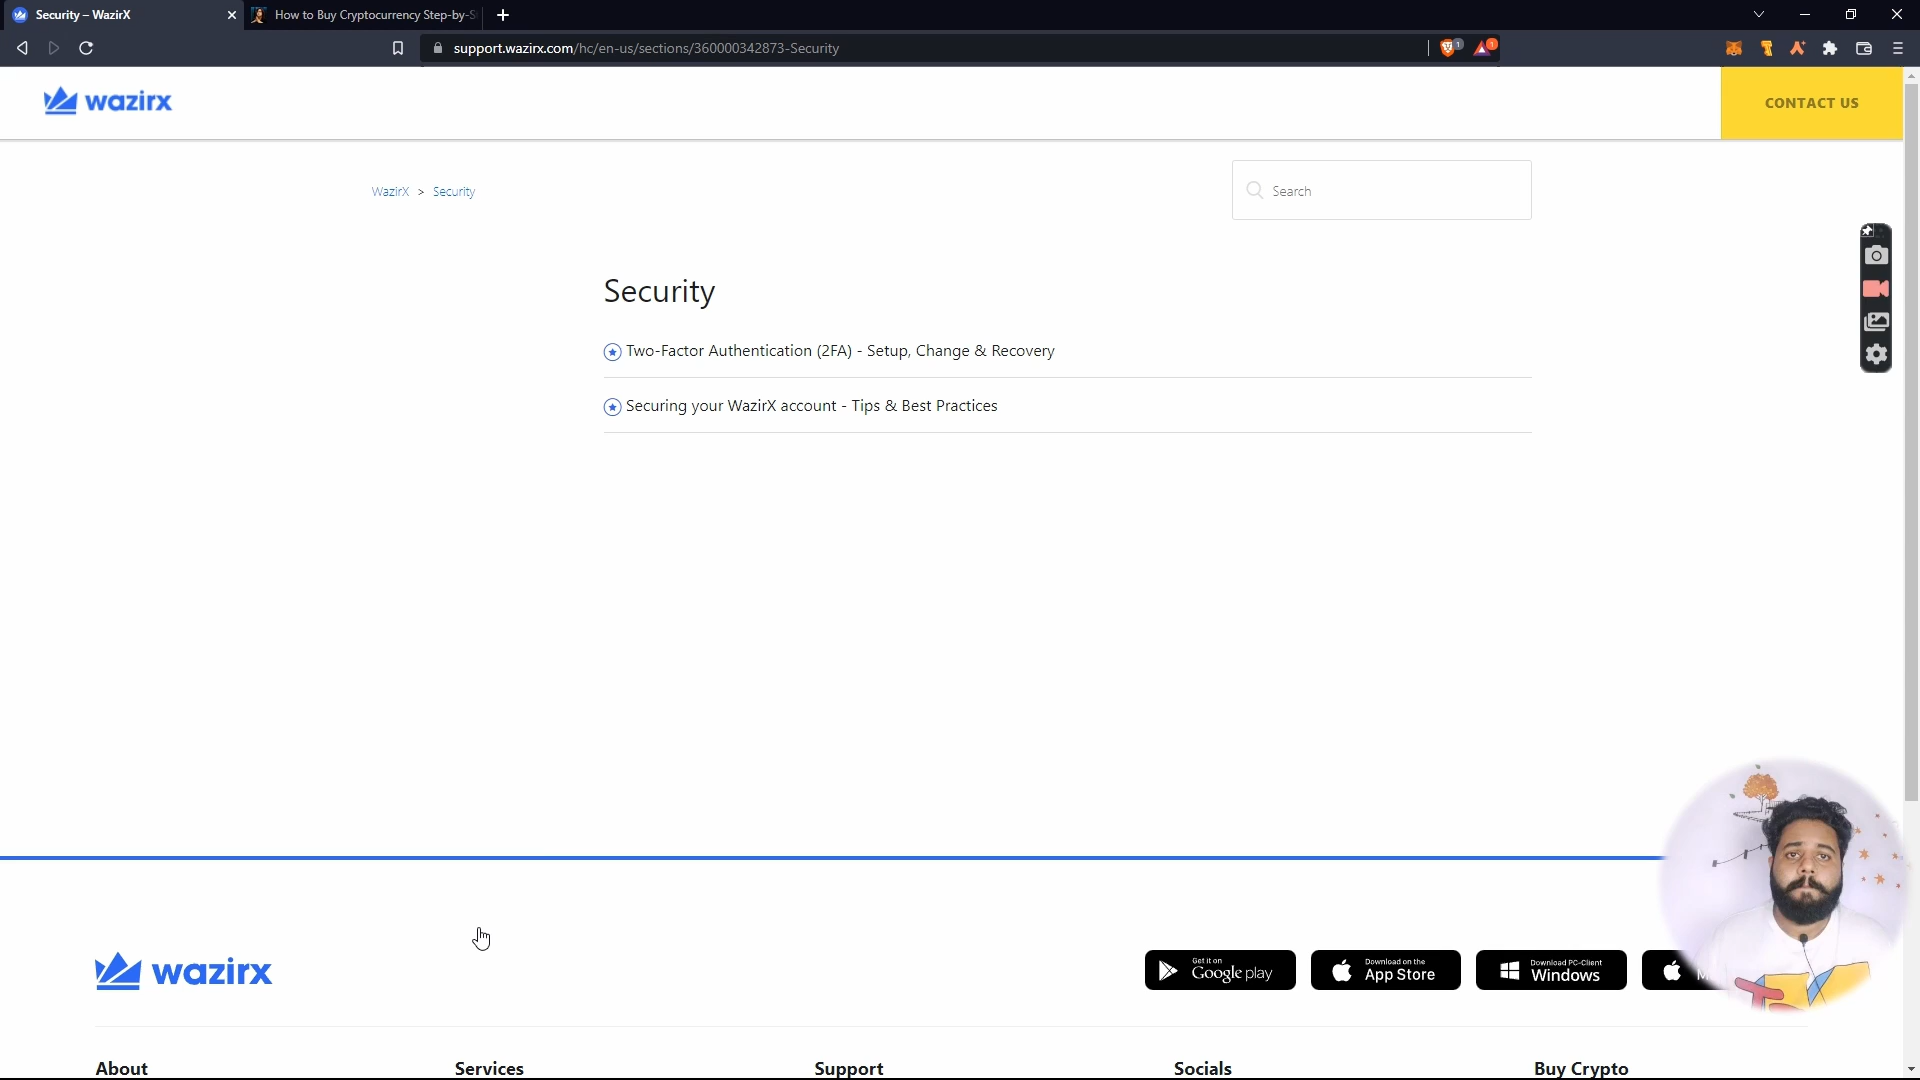 Security – WazirX
How to Buy Cryptocurrency Step-by-S
support.wazirx.com/hc/en-us/sections/360000342873-Security
1
1
wazirx
CONTACT US
WazirX > Security
Search
Security
Two-Factor Authentication (2FA) - Setup, Change & Recovery
Securing your WazirX account - Tips & Best Practices
wazirx
Get it on
Google play
Download on the
App Store
Download PC-Client
Windows
About
Services
Support
Socials
Buy Crypto